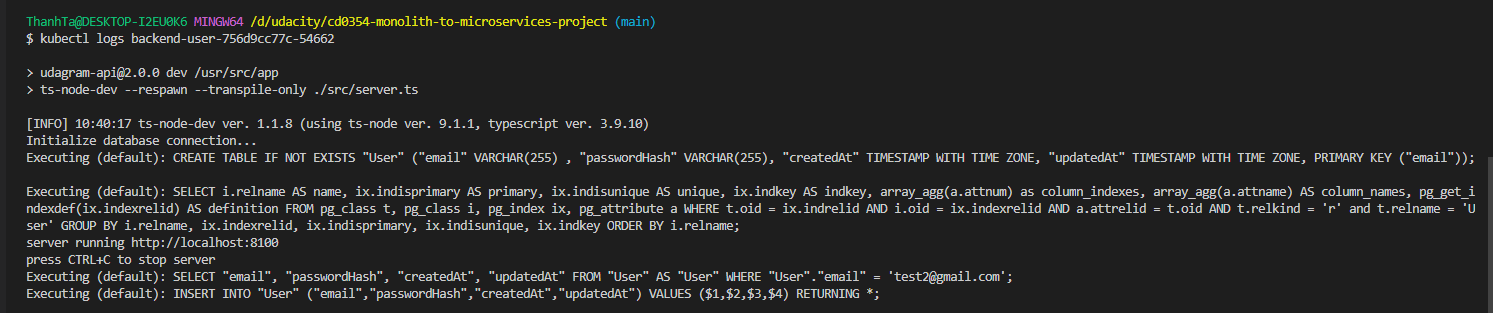 ThanhTa@DESKTOP-I2EU0K6 MINGW64 /d/udacity/cd0354-monolith-to-microservices-project (main)
$ kubectl logs backend-user-756d9cc77c-54662
> udagram-api@2.0.0 dev /usr/src/app
> ts-node-dev --respawn --transpile-only ./src/server.ts
[INFO] 10:40:17 ts-node-dev ver. 1.1.8 (using ts-node ver. 9.1.1, typescript ver. 3.9.10)
Initialize database connection...
Executing (default): CREATE TABLE IF NOT EXISTS "User" ("email" VARCHAR(255) , "passwordHash" VARCHAR(255), "createdAt" TIMESTAMP WITH TIME ZONE, "updatedAt" TIMESTAMP WITH TIME ZONE, PRIMARY KEY ("email"));
Executing (default): SELECT i.relname AS name, ix.indisprimary AS primary, ix.indisunique AS unique, ix.indkey AS indkey, array_agg(a.attnum) as column_indexes, array_agg(a.attname) AS column_names, pg_get_i
ndexdef(ix.indexrelid) AS definition FROM pg_class t, pg_class i, pg_index ix, pg_attribute a WHERE t.oid = ix.indrelid AND i.oid = ix.indexrelid AND a.attrelid = t.oid AND t.relkind = 'r' and t.relname = 'U
ser' GROUP BY i.relname, ix.indexrelid, ix.indisprimary, ix.indisunique, ix.indkey ORDER BY i.relname;
server running http://localhost:8100
press CTRL+C to stop server
Executing (default): SELECT "email", "passwordHash", "createdAt", "updatedAt" FROM "User" AS "User" WHERE "User"."email" = 'test2@gmail.com';
Executing (default): INSERT INTO "User" ("email","passwordHash","createdAt","updatedAt") VALUES ($1,$2,$3,$4) RETURNING *;